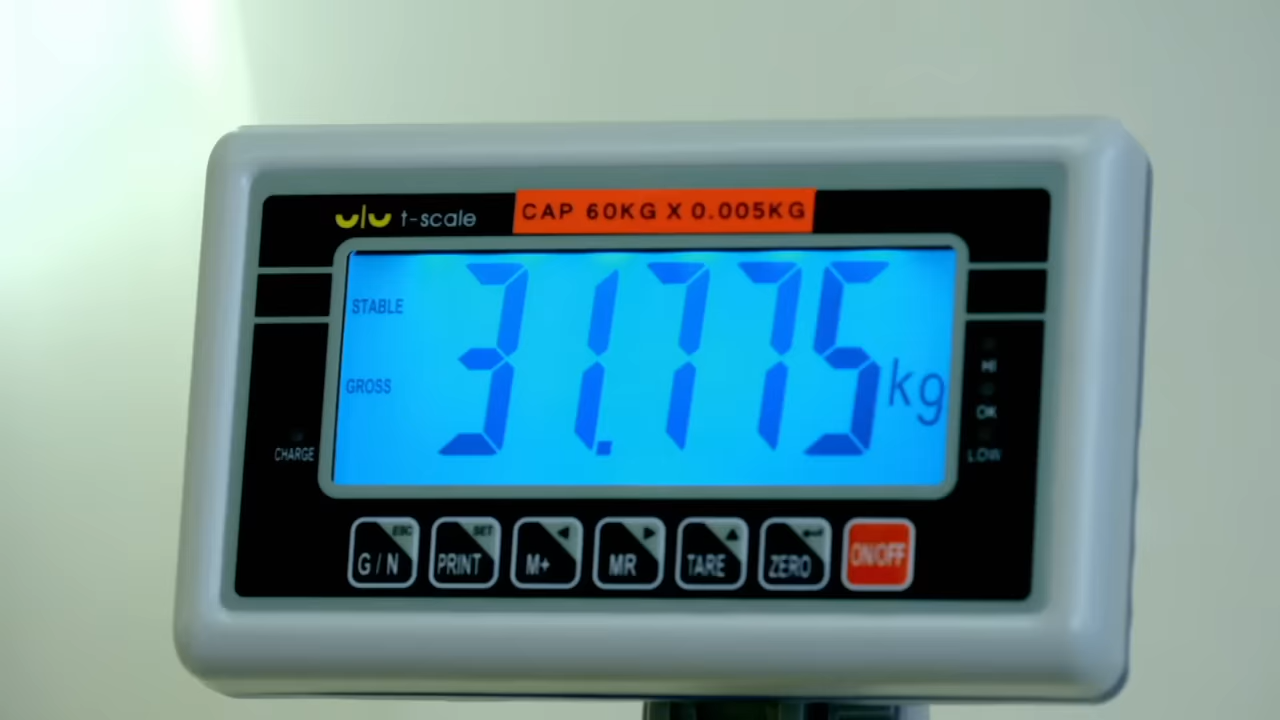 t-scale
CAP 60KG X 0.005KG
STABLE
31.775 kg
GROSS
CHARGE
HI
OK
LOW
ESC
G / N
SET
PRINT
M+
MR
TARE
ZERO
ON/OFF